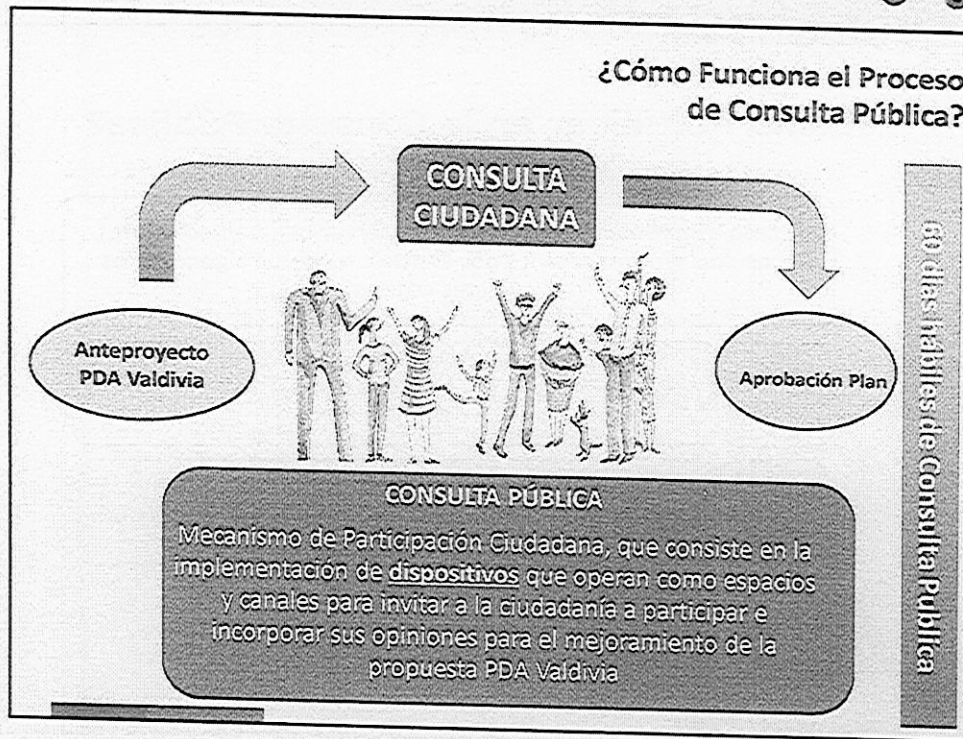 ¿Cómo Funciona el Proceso
de Consulta Pública?
CONSULTA
CIUDADANA
Anteproyecto
PDA Valdivia
Aprobación Plan
60 días hábiles de Consulta Pública
CONSULTA PÚBLICA
Mecanismo de Participación Ciudadana, que consiste en la
implementación de dispositivos que operan como espacios
y canales para invitar a la ciudadanía a participar e
incorporar sus opiniones para el mejoramiento de la
propuesta PDA Valdivia